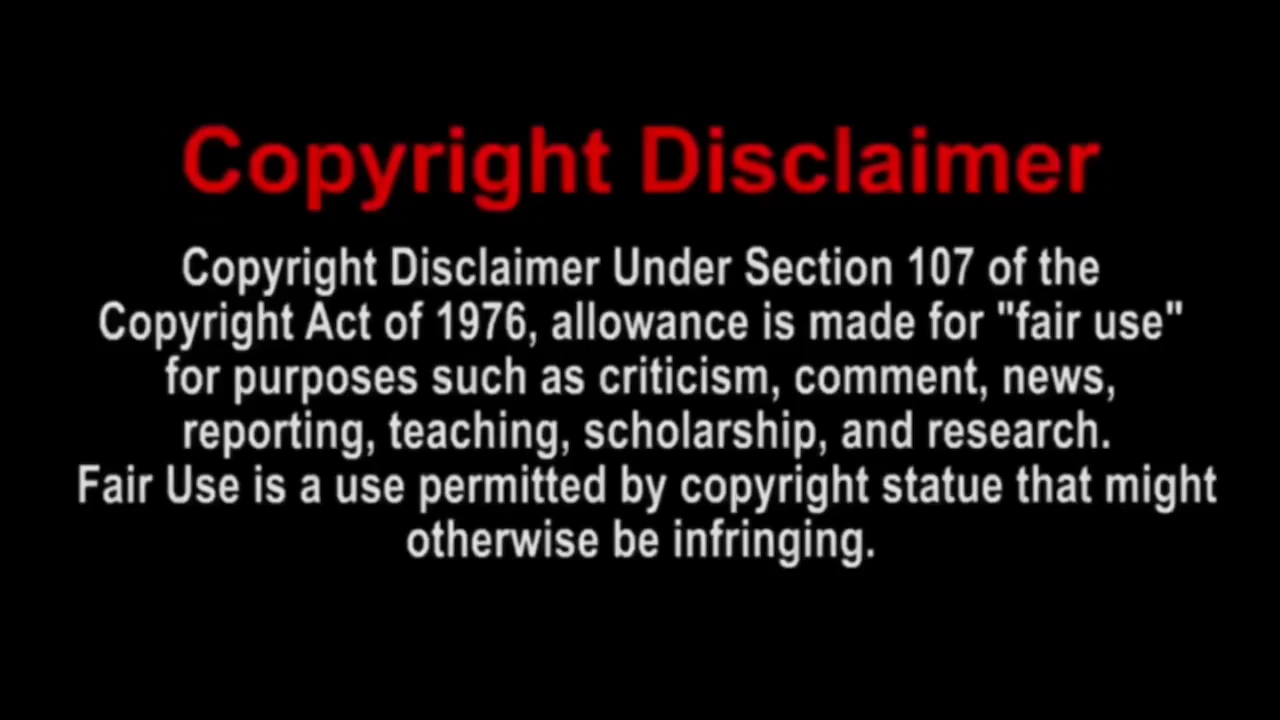 Copyright Disclaimer
Copyright Disclaimer Under Section 107 of the
Copyright Act of 1976, allowance is made for "fair use"
for purposes such as criticism, comment, news,
reporting, teaching, scholarship, and research.
Fair Use is a use permitted by copyright statue that might
otherwise be infringing.